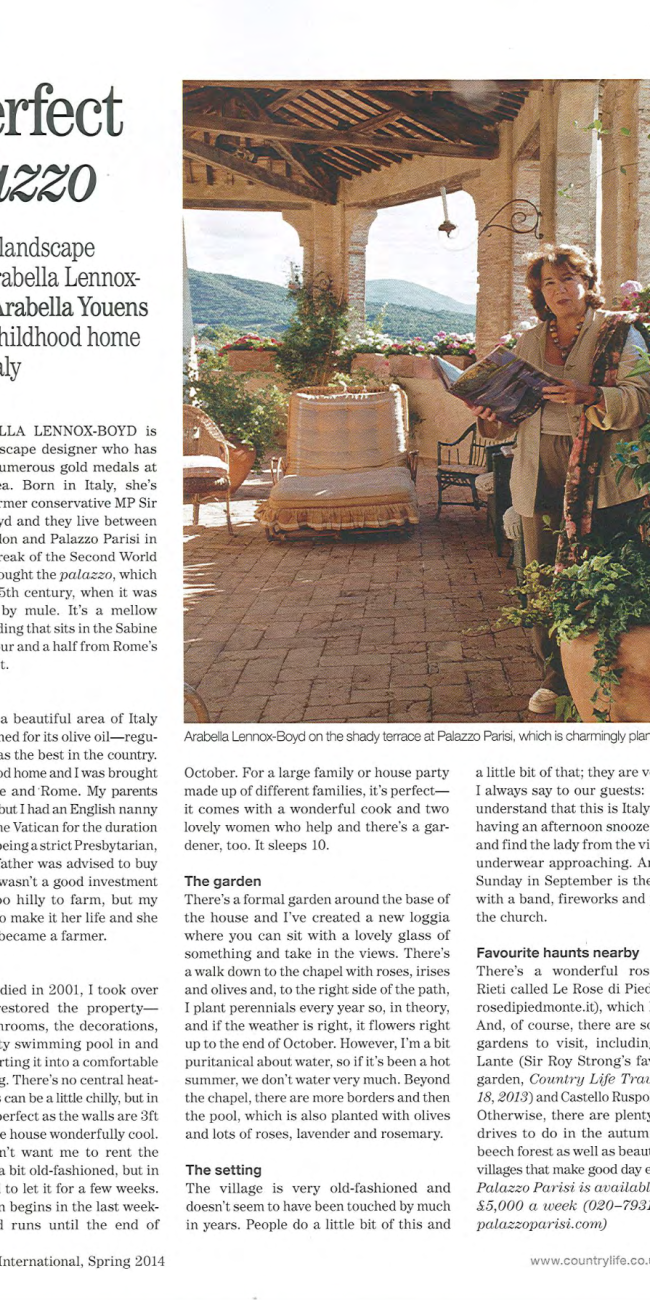 erfect
azzo
landscape
rabella Lennox-
Arabella Youens
hildhood home
aly
LLA LENNOX-BOYD is
scape designer who has
umerous gold medals at
ea. Born in Italy, she's
rmer conservative MP Sir
yd and they live between
don and Palazzo Parisi in
reak of the Second World
ought the palazzo, which
5th century, when it was
by mule. It's a mellow
ding that sits in the Sabine
our and a half from Rome's
t.
a beautiful area of Italy
ned for its olive oil—regu-
as the best in the country.
od home and I was brought
e and Rome. My parents
but I had an English nanny
he Vatican for the duration
being a strict Presbytarian,
father was advised to buy
wasn't a good investment
oo hilly to farm, but my
o make it her life and she
became a farmer.
died in 2001, I took over
restored the property—
hrooms, the decorations,
ty swimming pool in and
rting it into a comfortable
g. There's no central heat-
s can be a little chilly, but in
perfect as the walls are 3ft
e house wonderfully cool.
n't want me to rent the
a bit old-fashioned, but in
d to let it for a few weeks.
n begins in the last week-
d runs until the end of
Arabella Lennox-Boyd on the shady terrace at Palazzo Parisi, which is charmingly plan
October. For a large family or house party
made up of different families, it's perfect—
it comes with a wonderful cook and two
lovely women who help and there's a gar-
dener, too. It sleeps 10.
The garden
There's a formal garden around the base of
the house and I've created a new loggia
where you can sit with a lovely glass of
something and take in the views. There's
a walk down to the chapel with roses, irises
and olives and, to the right side of the path,
I plant perennials every year so, in theory,
and if the weather is right, it flowers right
up to the end of October. However, I'm a bit
puritanical about water, so if it's been a hot
summer, we don't water very much. Beyond
the chapel, there are more borders and then
the pool, which is also planted with olives
and lots of roses, lavender and rosemary.
The setting
The village is very old-fashioned and
doesn't seem to have been touched by much
in years. People do a little bit of this and
a little bit of that; they are v
I always say to our guests:
understand that this is Italy
having an afternoon snooze
and find the lady from the vi
underwear approaching. An
Sunday in September is the
with a band, fireworks and
the church.
Favourite haunts nearby
There's a wonderful ros
Rieti called Le Rose di Pied
rosedipiedmonte.it), which I
And, of course, there are so
gardens to visit, including
Lante (Sir Roy Strong's fav
garden, Country Life Trav
18, 2013) and Castello Ruspo
Otherwise, there are plenty
drives to do in the autum
beech forest as well as beaut
villages that make good day e
Palazzo Parisi is availabl
£5,000 a week (020–7931
palazzoparisi.com)
International, Spring 2014
www.countrylife.co.u